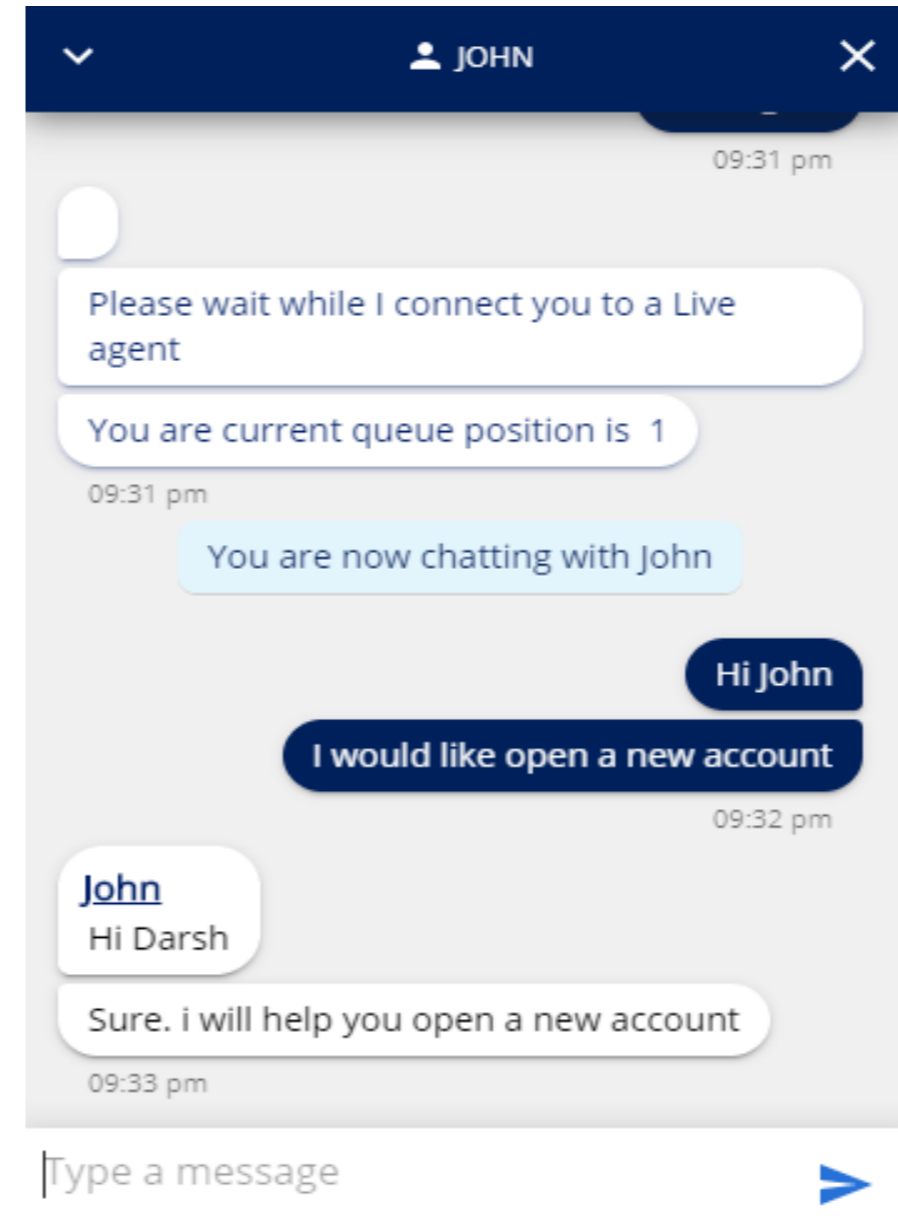 JOHN
09:31 pm
Please wait while I connect you to a Live
agent
You are current queue position is 1
09:31 pm
You are now chatting with John
Hi John
I would like open a new account
09:32 pm
John
Hi Darsh
Sure. i will help you open a new account
09:33 pm
Type a message